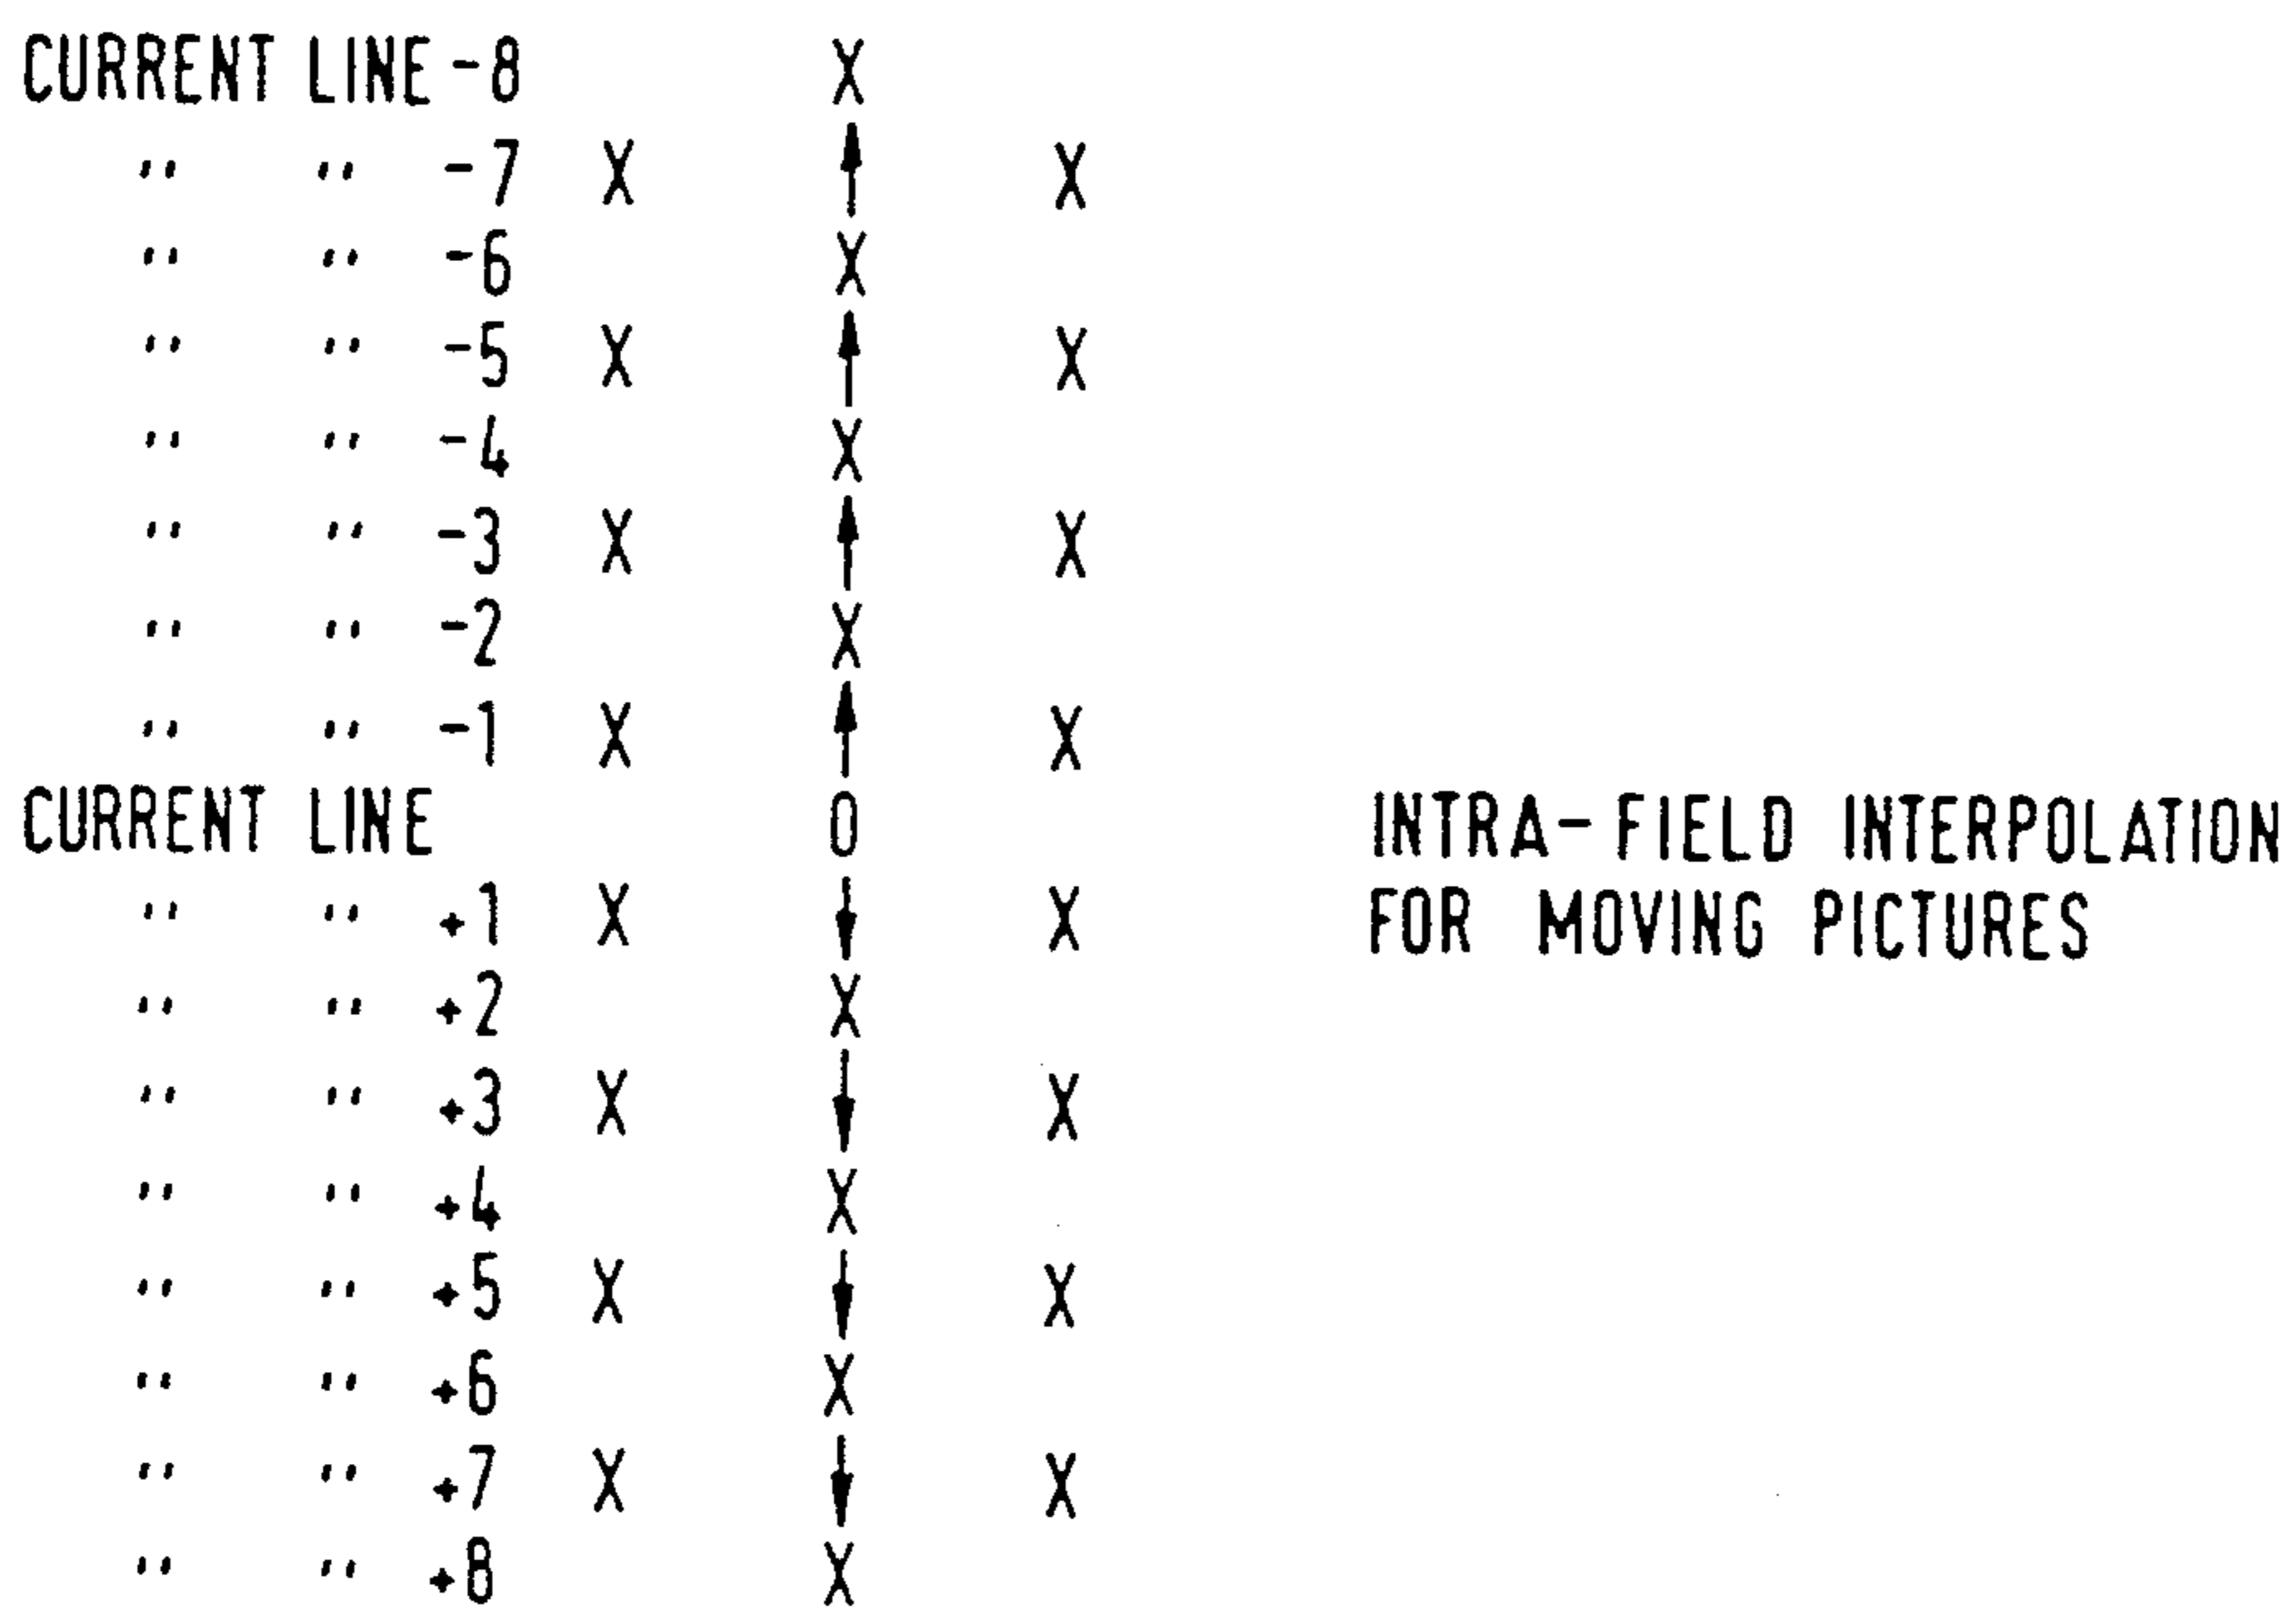 CURRENT LINE -8 X
" " -7 X X
" " -6 X
" " -5 X X
" " -4 X
" " -3 X X
" " -2 X
" " -1 X X
CURRENT LINE 0 INTRA-FIELD INTERPOLATION
" " +1 X X FOR MOVING PICTURES
" " +2 X
" " +3 X X
" " +4 X
" " +5 X X
" " +6 X
" " +7 X X
" " +8 X